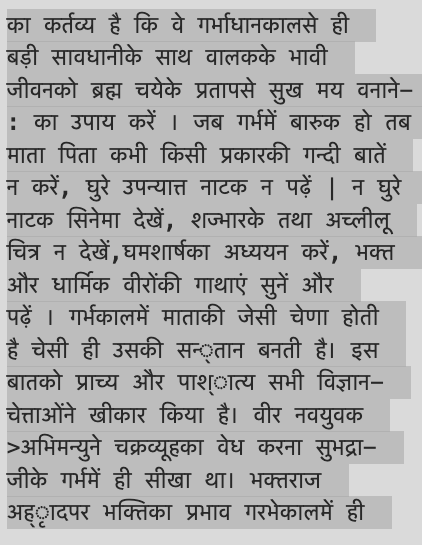 का कर्तव्य है कि वे गर्भाधानकालसे ही
बड़ी सावधानीके साथ वालकके भावी
जीवनको ब्रह्म चयेके प्रतापसे सुख मय वनाने–
: का उपाय करें । जब गर्भमें बारुक हो तब
माता पिता कभी किसी प्रकारकी गन्दी बातें
न करें, घुरे उपन्यात्त नाटक न पढ़ें | न घुरे
नाटक सिनेमा देखें, शज्भारके तथा अच्लीलू
चित्र न देखें,घमशार्षका अध्ययन करें, भक्त
और धार्मिक वीरोंकी गाथाएं सुनें और
पढ़ें । गर्भकालमें माताकी जेसी चेणा होती
है चेसी ही उसकी सन्‍्तान बनती है। इस
बातको प्राच्य और पाश्ात्य सभी विज्ञान–
चेत्ताओंने खीकार किया है। वीर नवयुवक
>अभिमन्युने चक्रव्यूहका वेध करना सुभद्रा–
जीके गर्भमें ही सीखा था। भक्तराज
अह्ृादपर भक्तिका प्रभाव गरभेकालमें ही